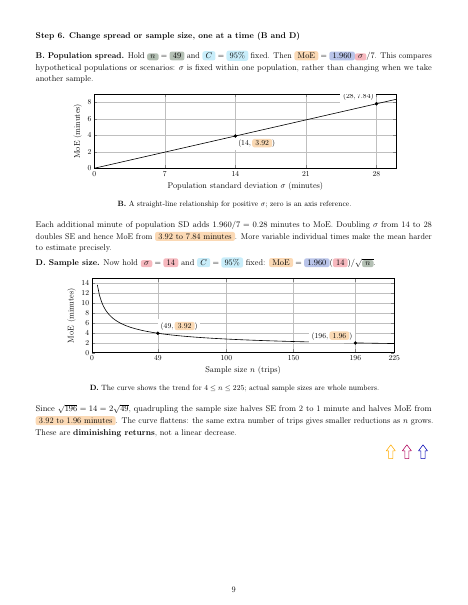 Step 6. Change spread or sample size, one at a time (B and D)
B. Population spread. Hold n = 49 and C = 95% fixed. Then MoE = 1.960 σ/7. This compares
hypothetical populations or scenarios: σ is fixed within one population, rather than changing when we take
another sample.
(28, 7.84)
8
6
4
2
0
MoE (minutes)
(14, 3.92)
0 7 14 21 28
Population standard deviation σ (minutes)
B. A straight-line relationship for positive σ; zero is an axis reference.
Each additional minute of population SD adds 1.960/7 = 0.28 minutes to MoE. Doubling σ from 14 to 28
doubles SE and hence MoE from 3.92 to 7.84 minutes. More variable individual times make the mean harder
to estimate precisely.
D. Sample size. Now hold σ = 14 and C = 95% fixed: MoE = 1.960(14)/√n.
14
12
10
8
6
4
2
0
MoE (minutes)
(49, 3.92)
(196, 1.96)
0 49 100 150 196 225
Sample size n (trips)
D. The curve shows the trend for 4 ≤ n ≤ 225; actual sample sizes are whole numbers.
Since √196 = 14 = 2√49, quadrupling the sample size halves SE from 2 to 1 minute and halves MoE from
3.92 to 1.96 minutes. The curve flattens: the same extra number of trips gives smaller reductions as n grows.
These are diminishing returns, not a linear decrease.
9